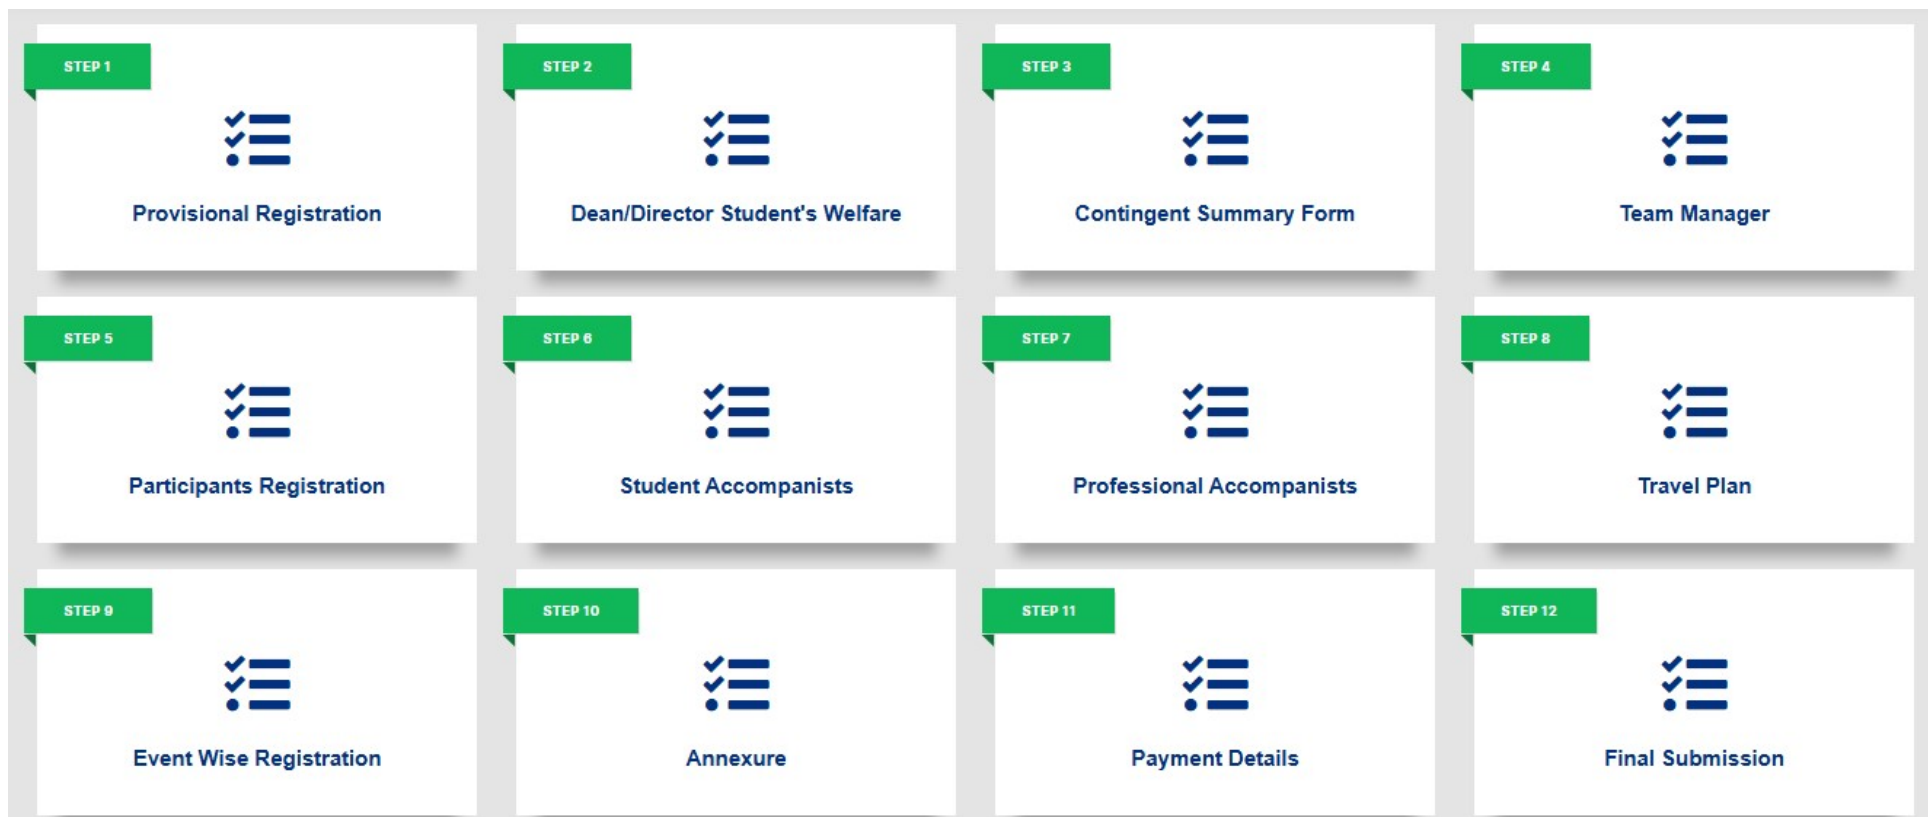 STEP 1
Provisional Registration
STEP 2
Dean/Director Student's Welfare
STEP 3
Contingent Summary Form
STEP 4
Team Manager
STEP 5
Participants Registration
STEP 6
Student Accompanists
STEP 7
Professional Accompanists
STEP 8
Travel Plan
STEP 9
Event Wise Registration
STEP 10
Annexure
STEP 11
Payment Details
STEP 12
Final Submission